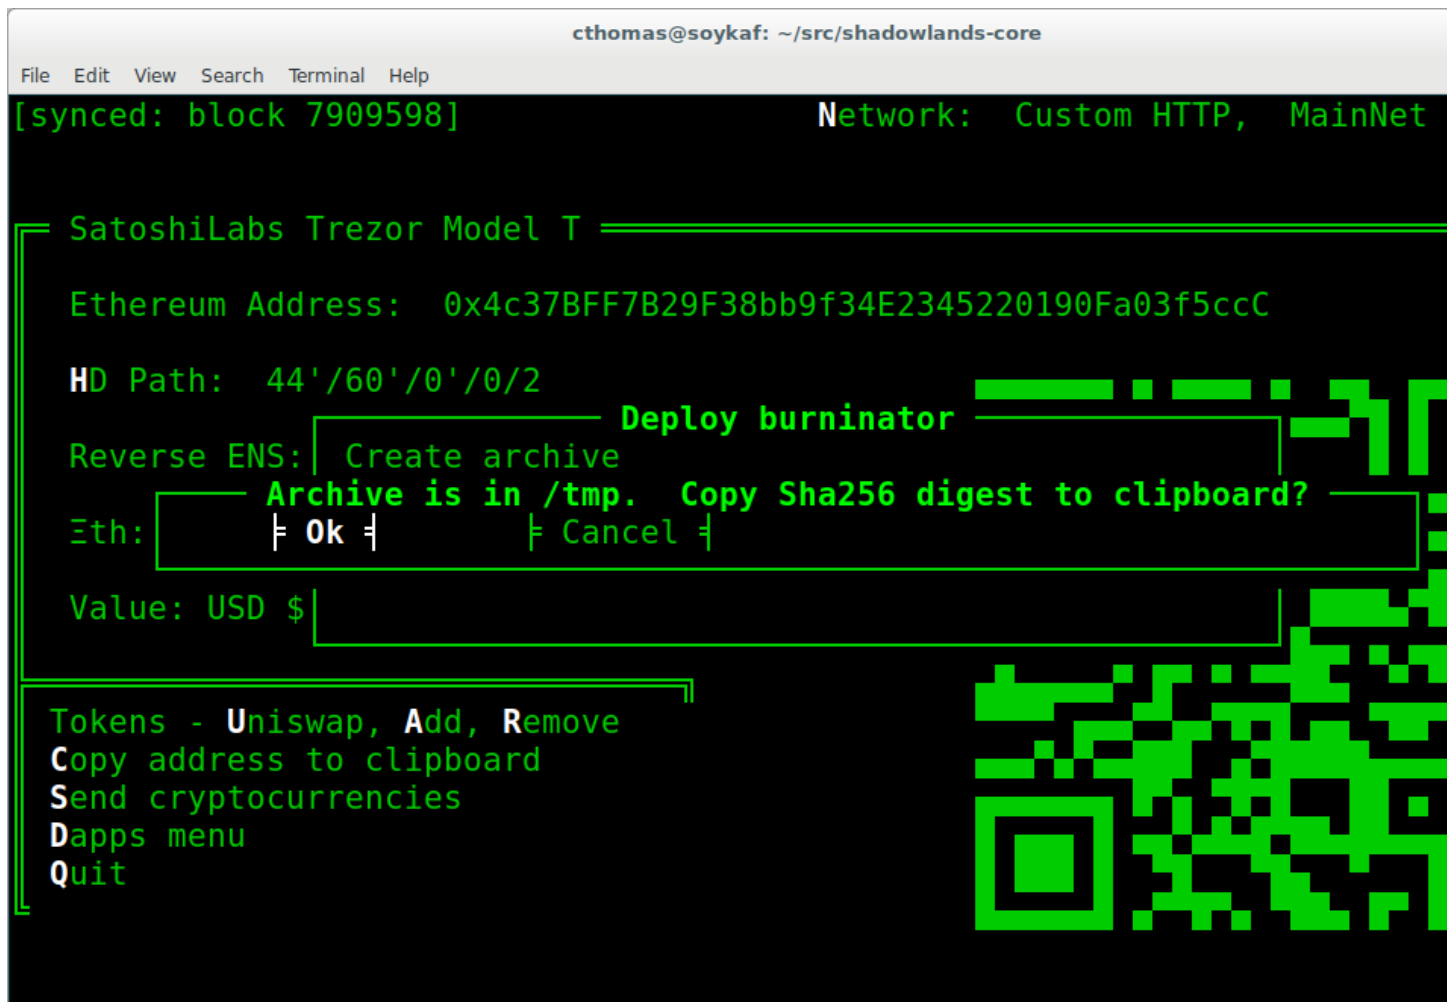 cthomas@soykaf: ~/src/shadowlands-core
File Edit View Search Terminal Help
[synced: block 7909598] Network: Custom HTTP, MainNet
SatoshiLabs Trezor Model T
Ethereum Address: 0x4c37BFF7B29F38bb9f34E2345220190Fa03f5ccC
HD Path: 44'/60'/0'/0/2
Deploy burninator
Reverse ENS: Create archive
Archive is in /tmp. Copy Sha256 digest to clipboard?
Ξth: Ok Cancel
Value: USD $
Tokens - Uniswap, Add, Remove
Copy address to clipboard
Send cryptocurrencies
Dapps menu
Quit